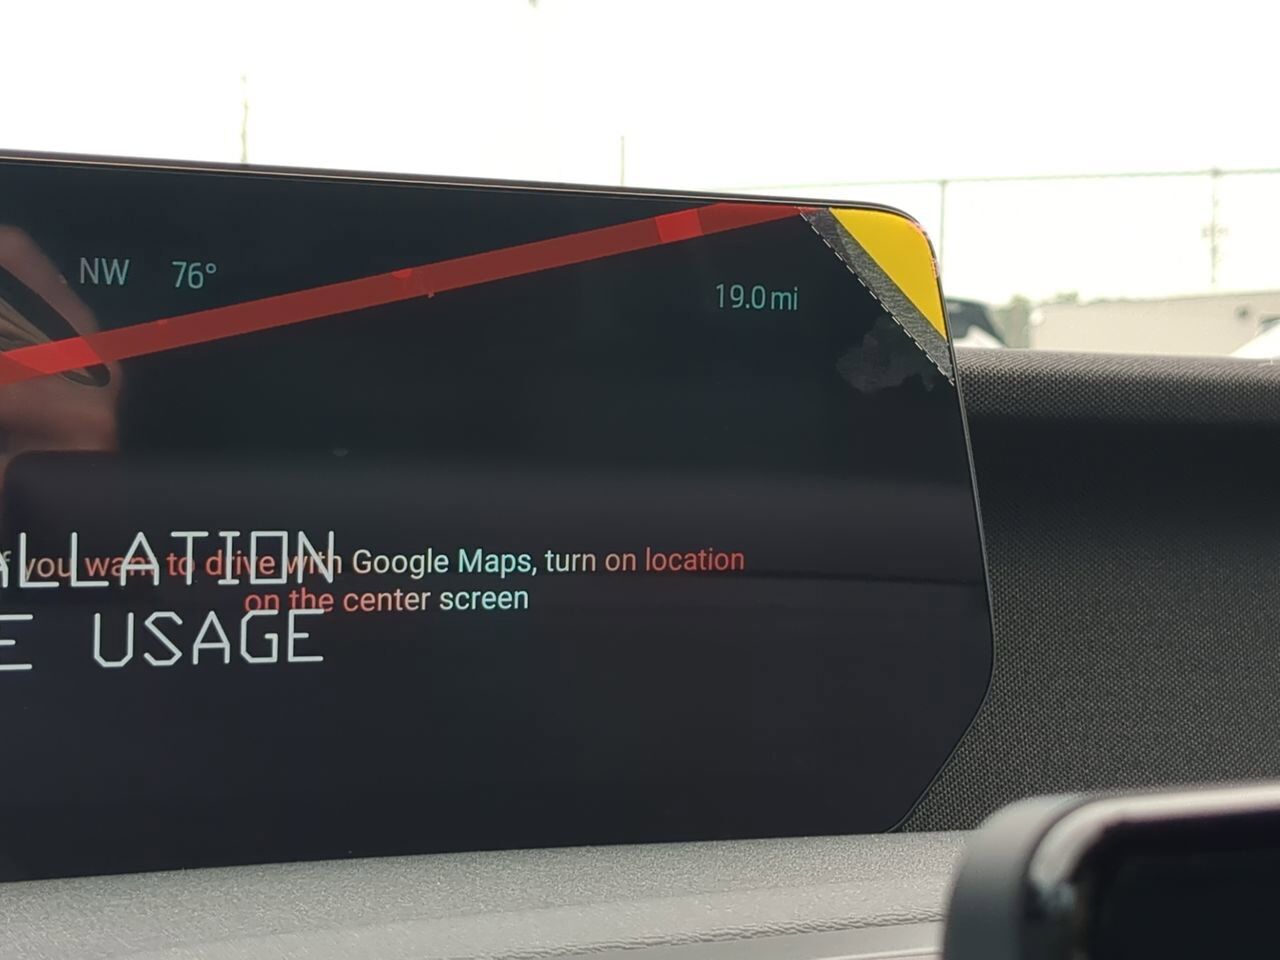 NW 76°
19.0 mi
you want to drive with Google Maps, turn on location
on the center screen
ALLATION
E USAGE